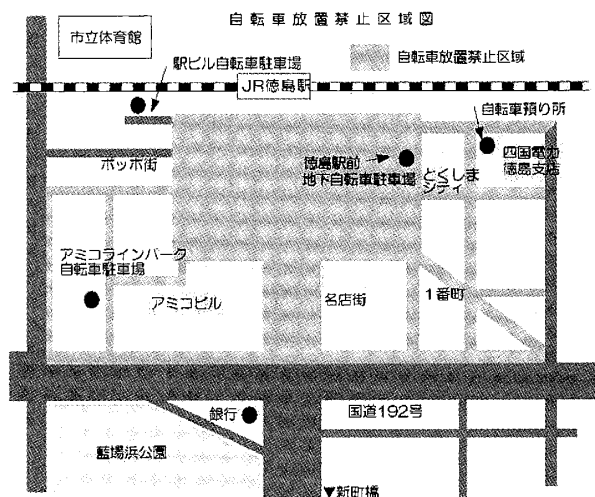 自転車放置禁止区域図
市立体育館
自転車放置禁止区域
駅ビル自転車駐車場
JR徳島駅
自転車預り所
ポッポ街
徳島駅前
地下自転車駐車場
とくしま
シティ
四国電力
徳島支店
アミコラインパーク
自転車駐車場
アミコビル
名店街
1番町
銀行
国道192号
藍場浜公園
▼新町橋